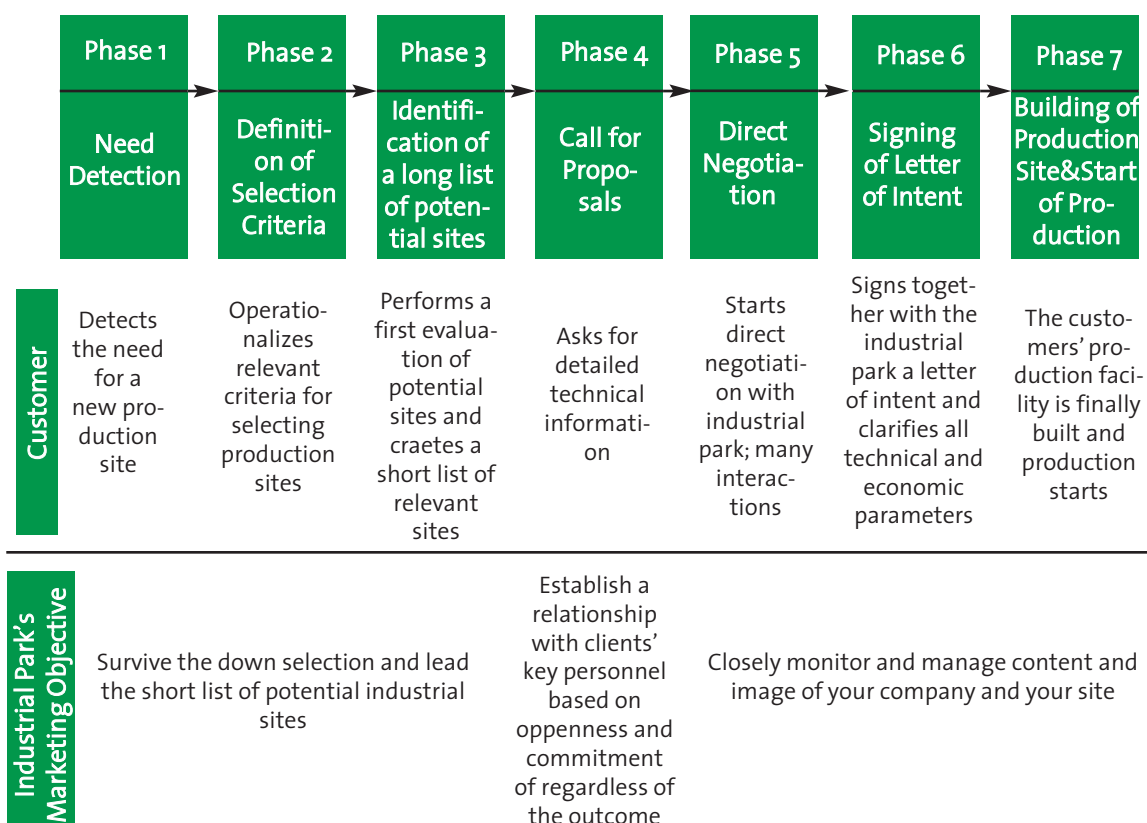 Phase 1
Need
Detection
Phase 2
Definiti-
on of
Selection
Criteria
Phase 3
Identifi-
cation of
a long list
of poten-
tial sites
Phase 4
Call for
Propo-
sals
Phase 5
Direct
Negotia-
tion
Phase 6
Signing
of Letter
of Intent
Phase 7
Building of
Production
Site&Start
of Pro-
duction
Customer
Detects
the need
for a
new pro-
duction
site
Operatio-
nalizes
relevant
criteria for
selecting
production
sites
Performs a
first evalua-
tion of
potential
sites and
craetes a
short list of
relevant
sites
Asks for
detailed
technical
informati-
on
Starts
direct
negotiati-
on with
industrial
park; many
interac-
tions
Signs toget-
her with the
industrial
park a letter
of intent and
clarifies all
technical and
economic
parameters
The custo-
mers' pro-
duction faci-
lity is finally
built and
production
starts
Industrial Park's
Marketing Objective
Survive the down selection and lead
the short list of potential industrial
sites
Establish a
relationship
with clients'
key personnel
based on
oppenness and
commitment
of regardless of
the outcome
Closely monitor and manage content and
image of your company and your site